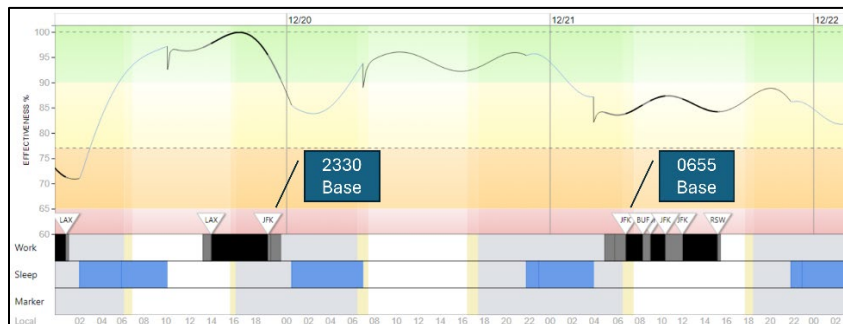 12/20 12/21 12/22
100
95
90
85
80
75
70
65
60
EFFECTIVENESS %
2330
Base
0655
Base
LAX LAX JFK JFK BUF JFK JFK RSW
Work
Sleep
Marker
Local 02 04 06 08 10 12 14 16 18 00 02 04 06 08 10 12 14 16 18 20 22 00 02 04 06 08 10 12 14 16 18 20 22 00 02